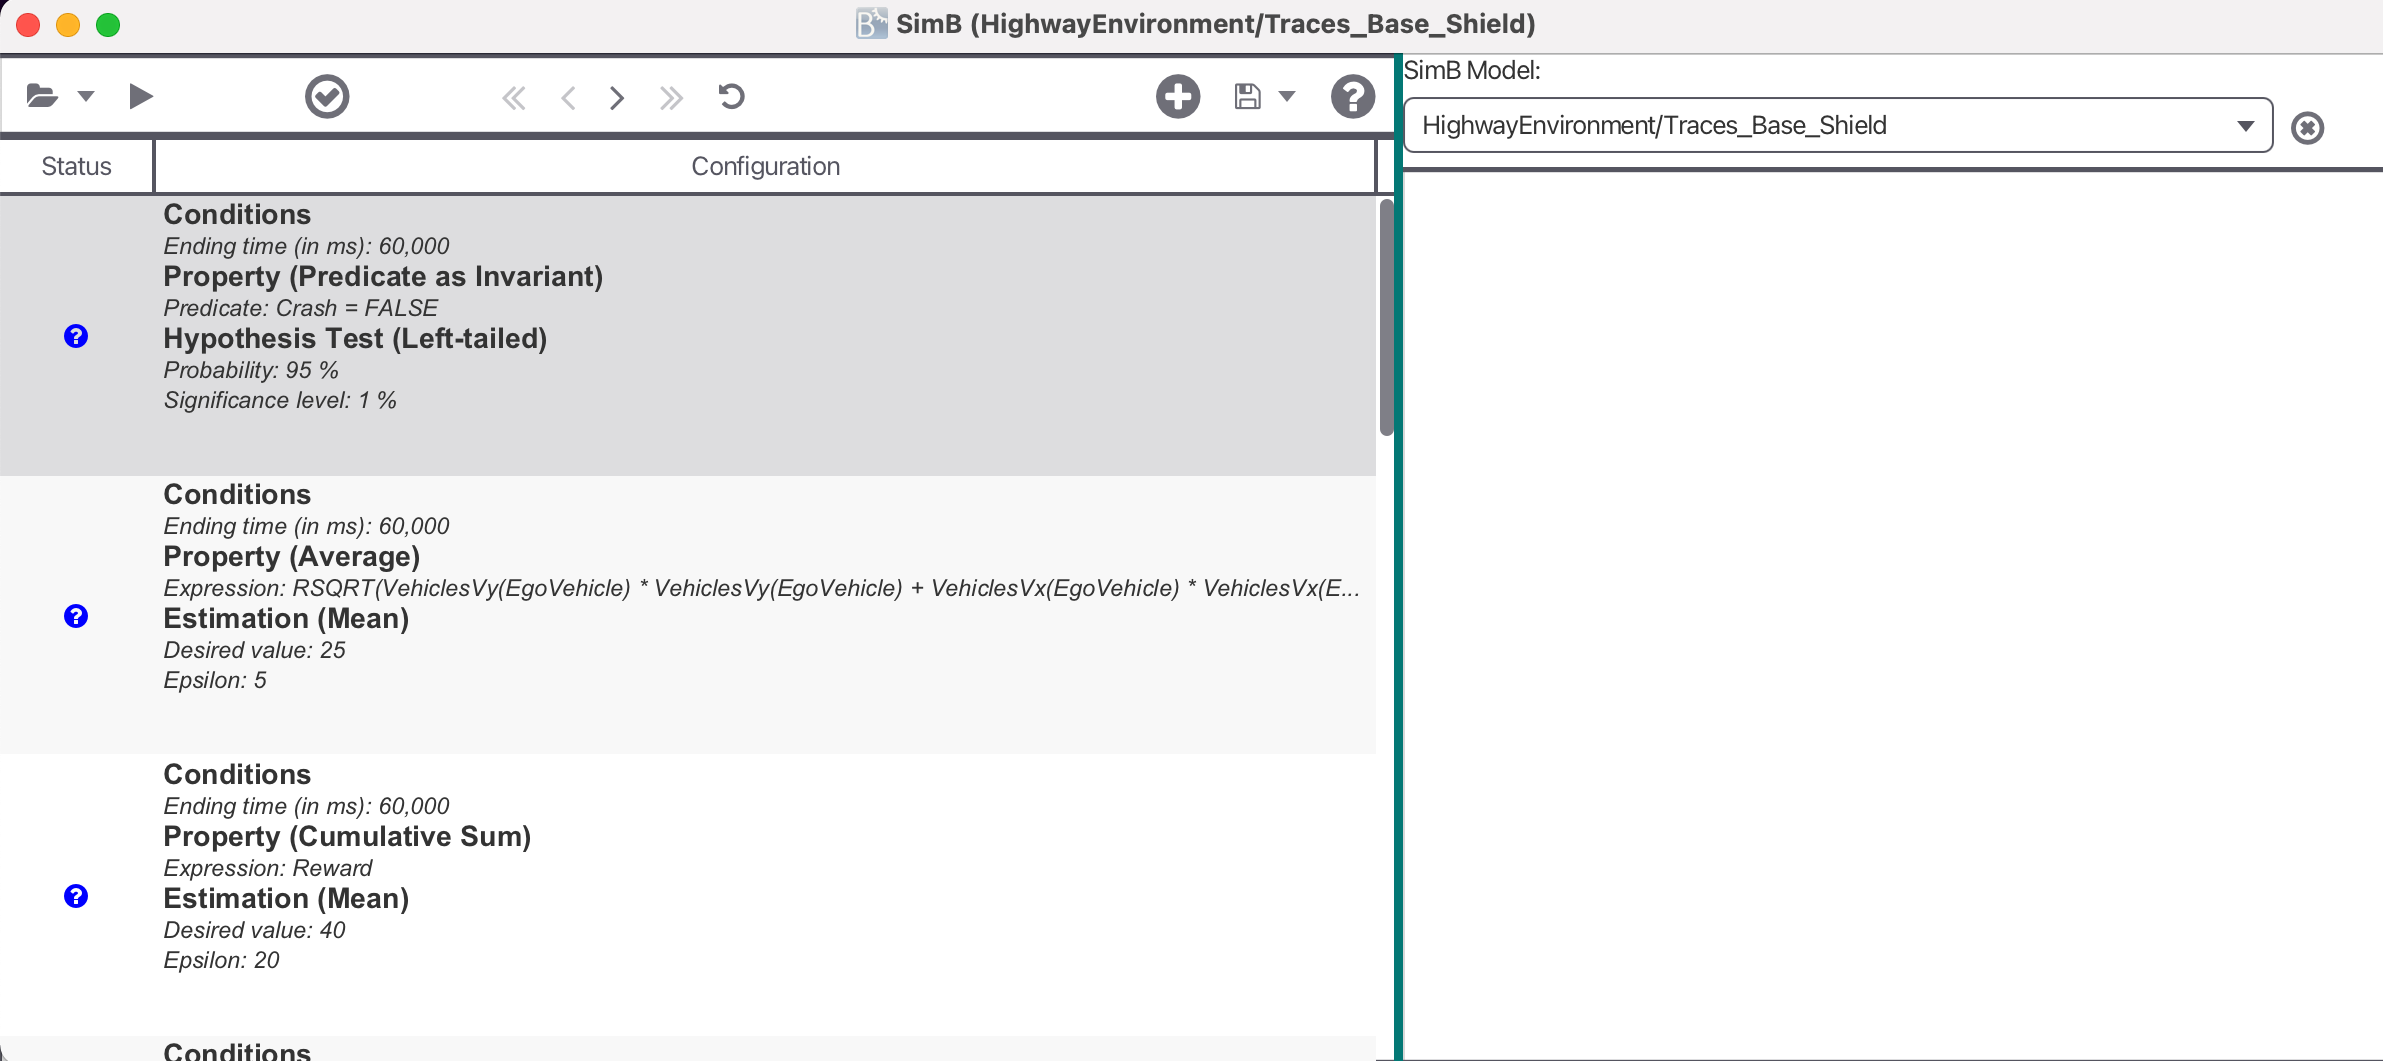 SimB (HighwayEnvironment/Traces_Base_Shield)
SimB Model:
HighwayEnvironment/Traces_Base_Shield
Status
Configuration
Conditions
Ending time (in ms): 60,000
Property (Predicate as Invariant)
Predicate: Crash = FALSE
Hypothesis Test (Left-tailed)
Probability: 95 %
Significance level: 1 %
Conditions
Ending time (in ms): 60,000
Property (Average)
Expression: RSQRT(VehiclesVy(EgoVehicle) * VehiclesVy(EgoVehicle) + VehiclesVx(EgoVehicle) * VehiclesVx(E...
Estimation (Mean)
Desired value: 25
Epsilon: 5
Conditions
Ending time (in ms): 60,000
Property (Cumulative Sum)
Expression: Reward
Estimation (Mean)
Desired value: 40
Epsilon: 20
Conditions